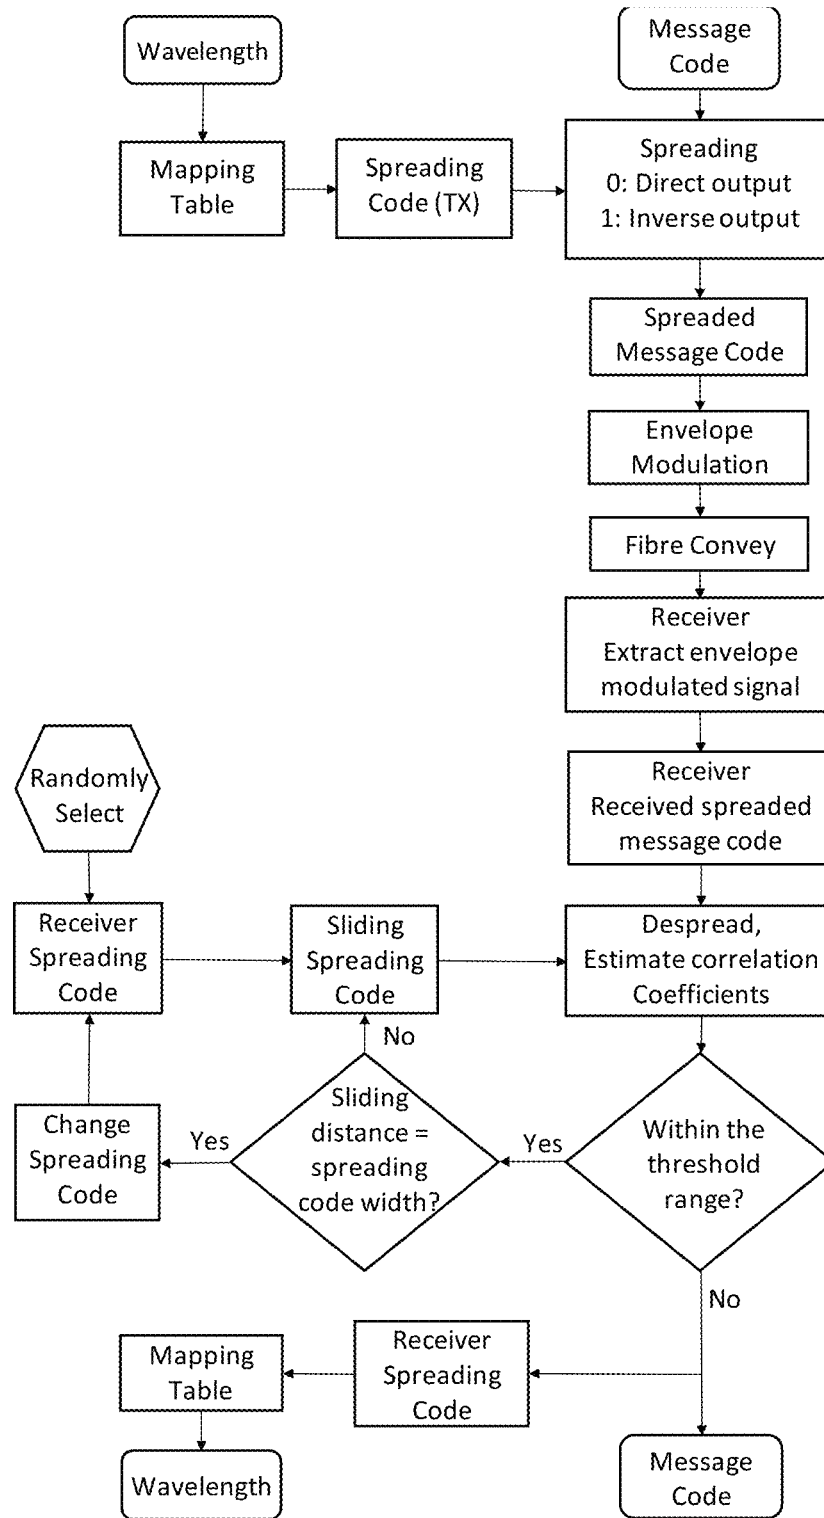 Wavelength
Message
Code
Mapping
Table
Spreading
Code (TX)
Spreading
0: Direct output
1: Inverse output
Spreaded
Message Code
Envelope
Modulation
Fibre Convey
Receiver
Extract envelope
modulated signal
Randomly
Select
Receiver
Received spreaded
message code
Receiver
Spreading
Code
Sliding
Spreading
Code
Despread,
Estimate correlation
Coefficients
No
Change
Spreading
Code
Yes
Sliding
distance =
spreading
code width?
Yes
Within the
threshold
range?
No
Mapping
Table
Receiver
Spreading
Code
Wavelength
Message
Code